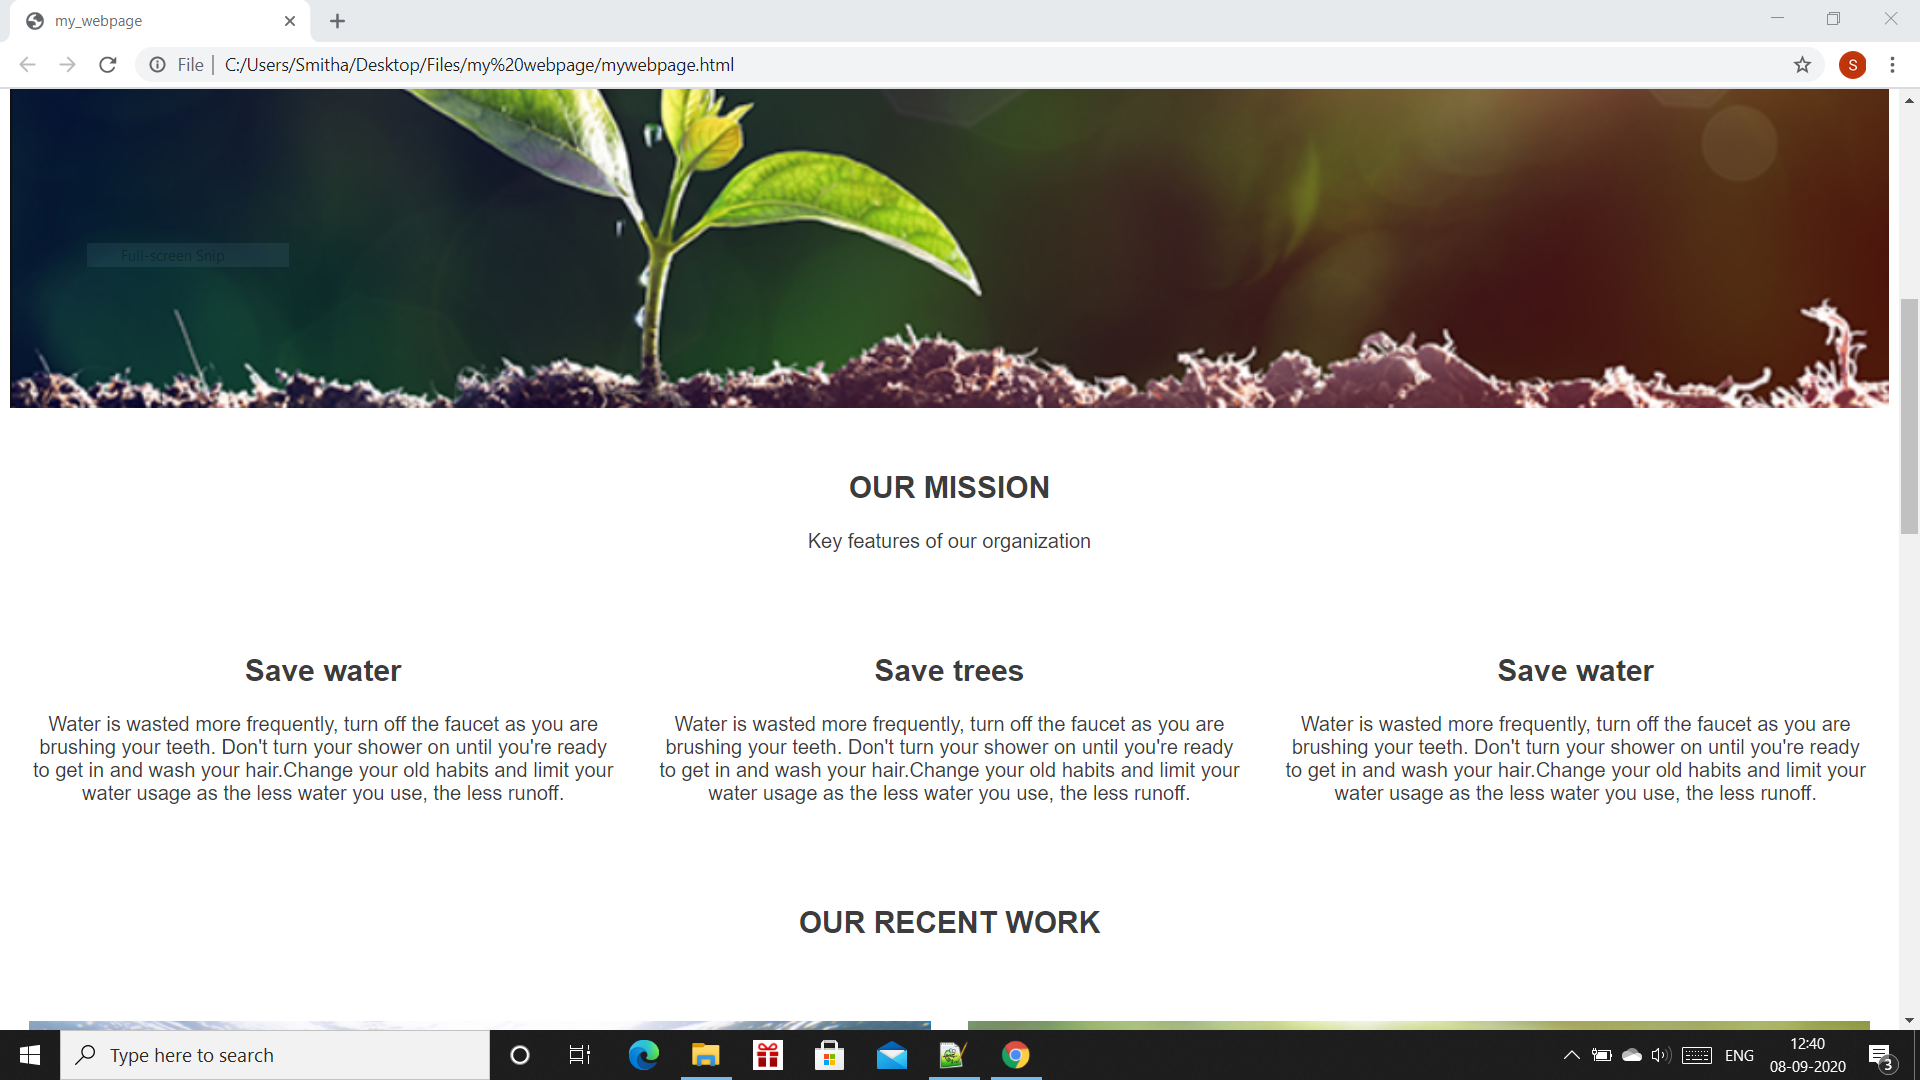 my_webpage
File | C:/Users/Smitha/Desktop/Files/my%20webpage/mywebpage.html
S
Full-screen Snip
OUR MISSION
Key features of our organization
Save water
Water is wasted more frequently, turn off the faucet as you are
brushing your teeth. Don't turn your shower on until you're ready
to get in and wash your hair.Change your old habits and limit your
water usage as the less water you use, the less runoff.
Save trees
Water is wasted more frequently, turn off the faucet as you are
brushing your teeth. Don't turn your shower on until you're ready
to get in and wash your hair.Change your old habits and limit your
water usage as the less water you use, the less runoff.
Save water
Water is wasted more frequently, turn off the faucet as you are
brushing your teeth. Don't turn your shower on until you're ready
to get in and wash your hair.Change your old habits and limit your
water usage as the less water you use, the less runoff.
OUR RECENT WORK
Type here to search
ENG
12:40
08-09-2020
3